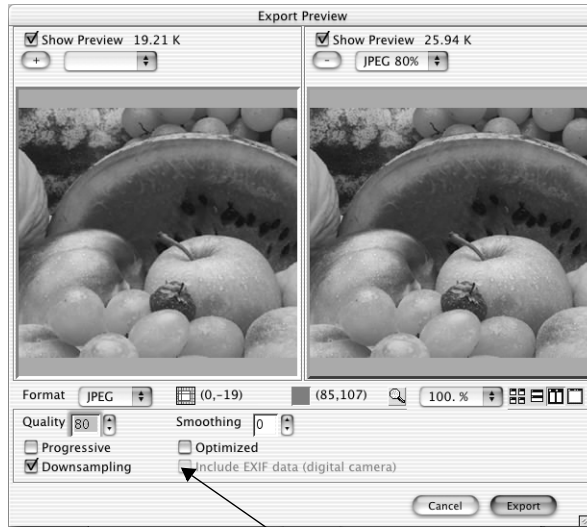 Export Preview
Show Preview 19.21 K
Show Preview 25.94 K
+
- JPEG 80%
Format JPEG (0,-19) (85,107) 100. %
Quality 80 Smoothing 0
Progressive Optimized
Downsampling Include EXIF data (digital camera)
Cancel Export